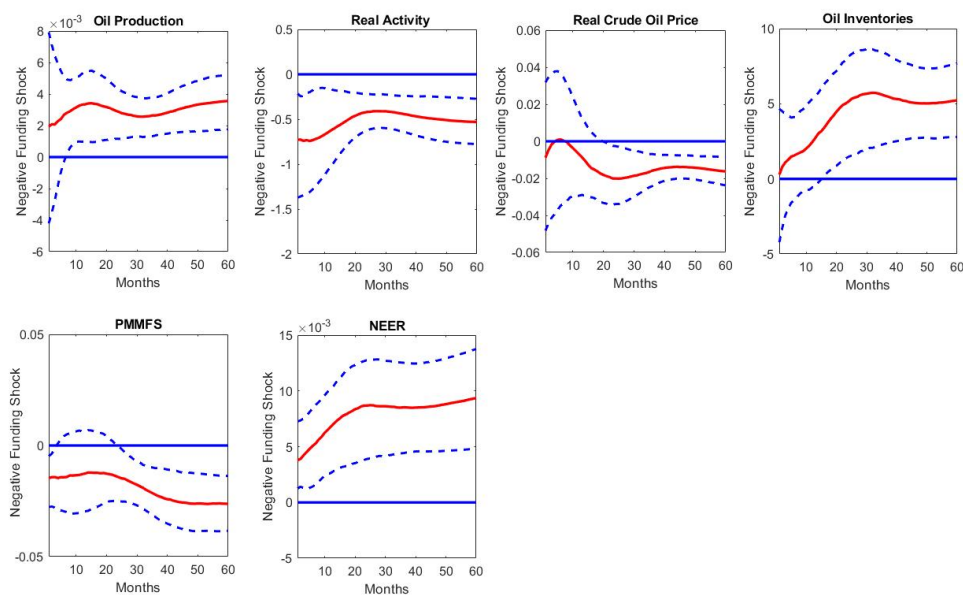 Oil Production
×10⁻³
8
6
4
2
0
-2
-4
-6
Negative Funding Shock
10 20 30 40 50 60
Months
Real Activity
0.5
0
-0.5
-1
-1.5
-2
Negative Funding Shock
10 20 30 40 50 60
Months
Real Crude Oil Price
0.06
0.04
0.02
0
-0.02
-0.04
-0.06
Negative Funding Shock
10 20 30 40 50 60
Months
Oil Inventories
10
5
0
-5
Negative Funding Shock
10 20 30 40 50 60
Months
PMMFS
0.05
0
-0.05
Negative Funding Shock
10 20 30 40 50 60
Months
NEER
×10⁻³
15
10
5
0
-5
Negative Funding Shock
10 20 30 40 50 60
Months